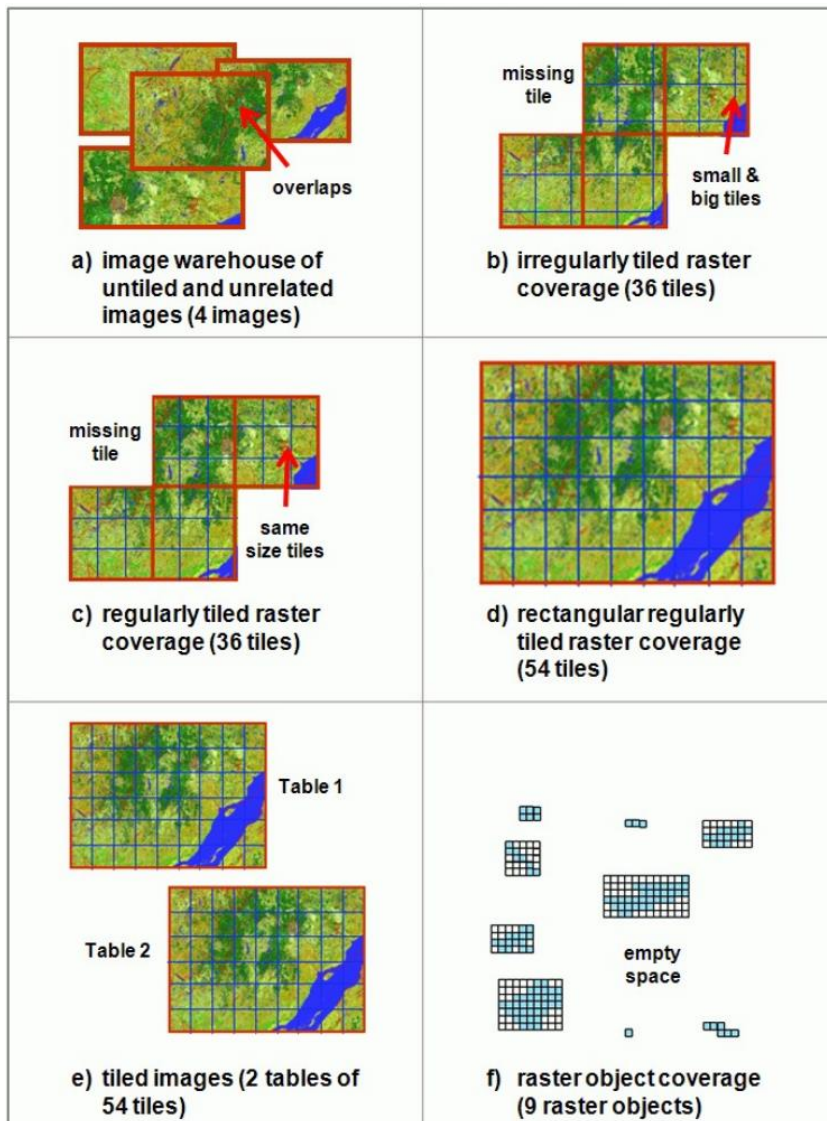 overlaps
a) image warehouse of
untiled and unrelated
images (4 images)
missing
tile
small &
big tiles
b) irregularly tiled raster
coverage (36 tiles)
missing
tile
same
size tiles
c) regularly tiled raster
coverage (36 tiles)
d) rectangular regularly
tiled raster coverage
(54 tiles)
Table 1
Table 2
e) tiled images (2 tables of
54 tiles)
empty
space
f) raster object coverage
(9 raster objects)